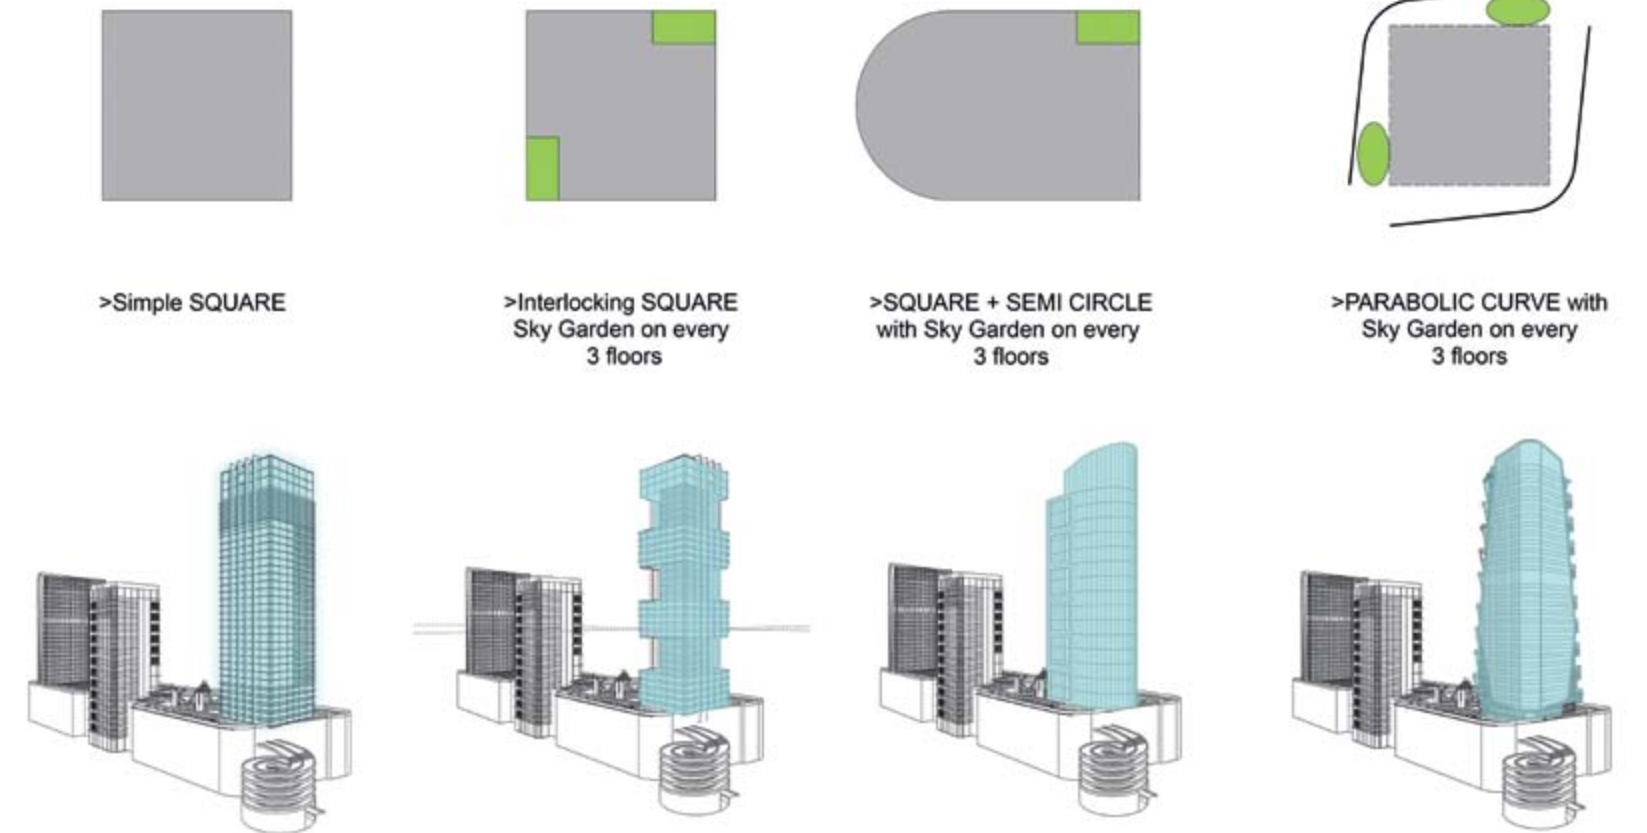 >Simple SQUARE
>Interlocking SQUARE
Sky Garden on every
3 floors
>SQUARE + SEMI CIRCLE
with Sky Garden on every
3 floors
>PARABOLIC CURVE with
Sky Garden on every
3 floors